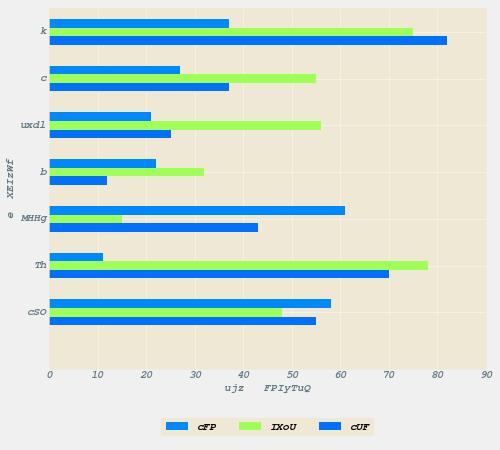 k
c
uxdl
b
MHHg
Th
cSO
e XEIzWf
0 10 20 30 40 50 60 70 80 90
ujz FPIyTuQ
cFP IXoU cUF